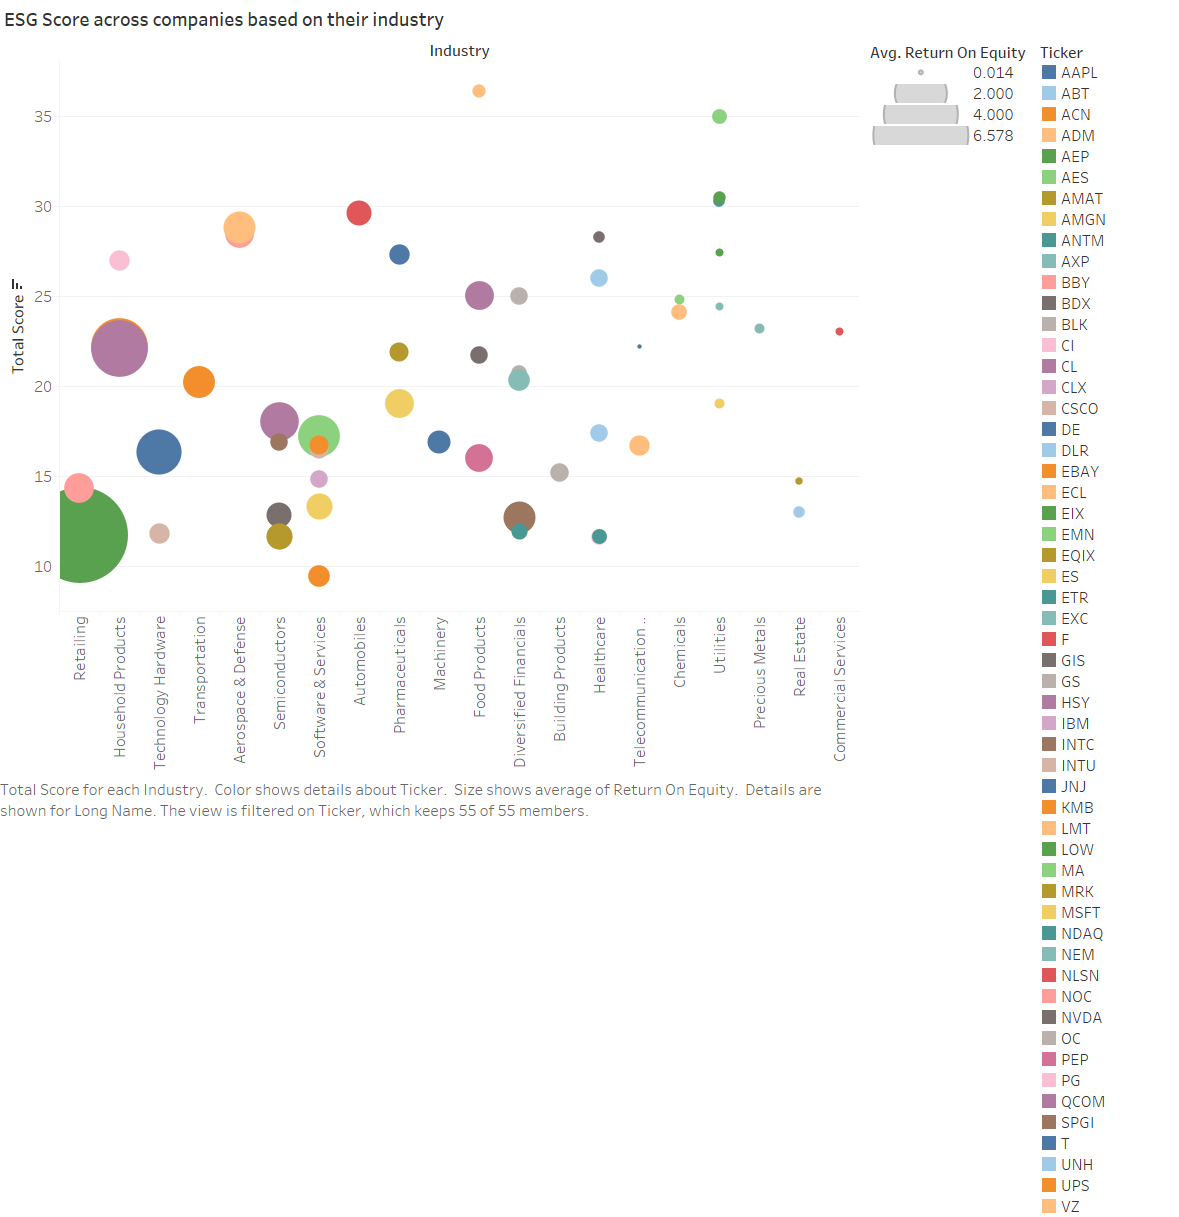 ESG Score across companies based on their industry
Industry
Total Score
35
30
25
20
15
10
Retailing
Household Products
Technology Hardware
Transportation
Aerospace & Defense
Semiconductors
Software & Services
Automobiles
Pharmaceuticals
Machinery
Food Products
Diversified Financials
Building Products
Healthcare
Telecommunication ..
Chemicals
Utilities
Precious Metals
Real Estate
Commercial Services
Total Score for each Industry. Color shows details about Ticker. Size shows average of Return On Equity. Details are
shown for Long Name. The view is filtered on Ticker, which keeps 55 of 55 members.
Avg. Return On Equity
0.014
2.000
4.000
6.578
Ticker
AAPL
ABT
ACN
ADM
AEP
AES
AMAT
AMGN
ANTM
AXP
BBY
BDX
BLK
CI
CL
CLX
CSCO
DE
DLR
EBAY
ECL
EIX
EMN
EQIX
ES
ETR
EXC
F
GIS
GS
HSY
IBM
INTC
INTU
JNJ
KMB
LMT
LOW
MA
MRK
MSFT
NDAQ
NEM
NLSN
NOC
NVDA
OC
PEP
PG
QCOM
SPGI
T
UNH
UPS
VZ